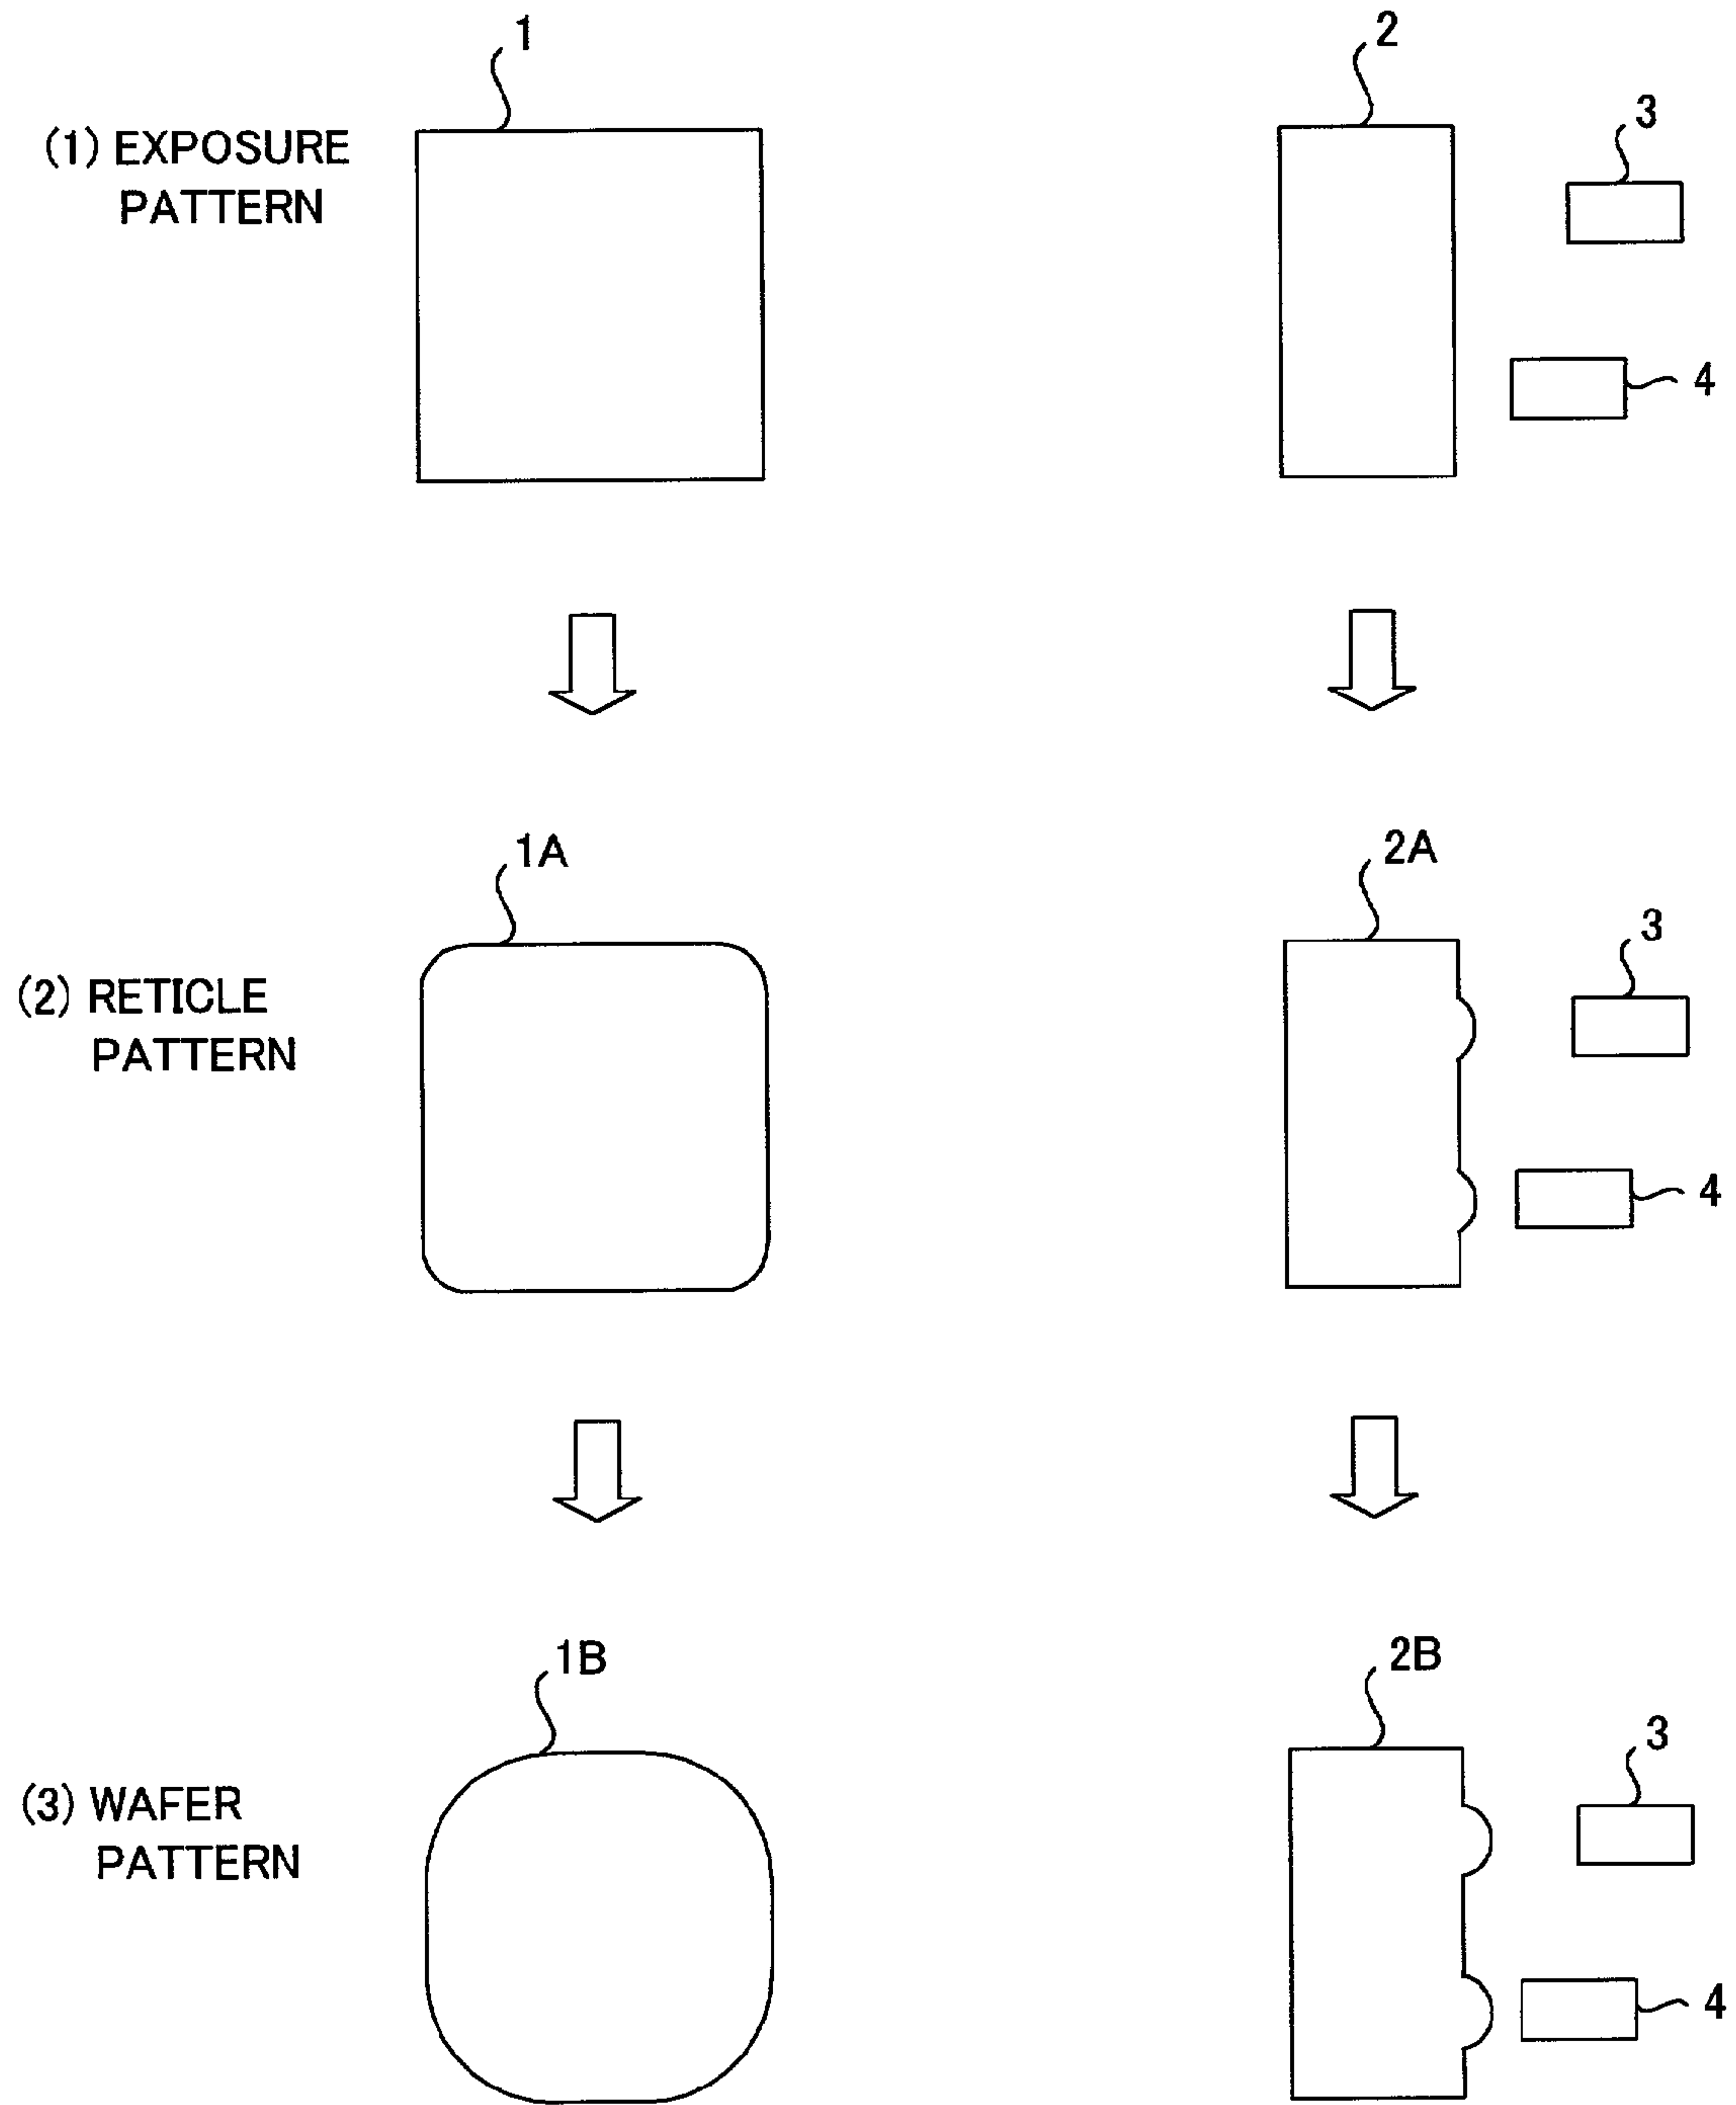 1
2
3
(1) EXPOSURE
PATTERN
4
1A
2A
3
(2) RETICLE
PATTERN
4
1B
2B
3
(3) WAFER
PATTERN
4